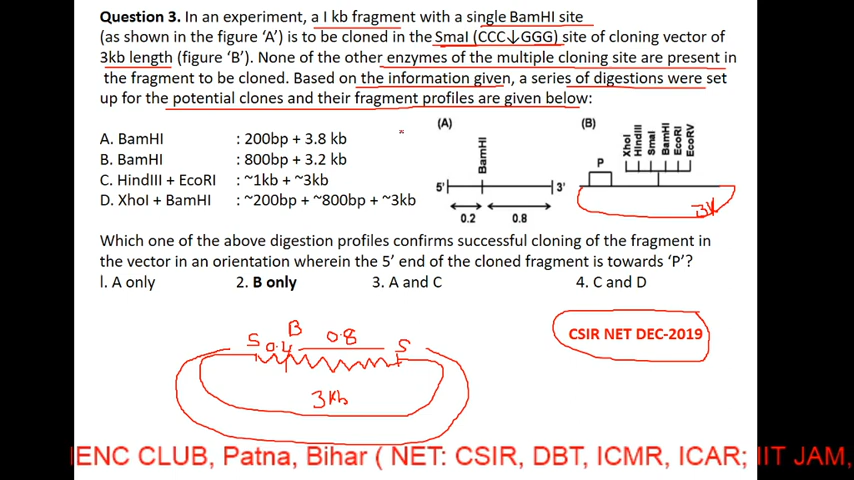 Question 3. In an experiment, a I kb fragment with a single BamHI site
(as shown in the figure 'A') is to be cloned in the SmaI (CCC↓GGG) site of cloning vector of
3kb length (figure 'B'). None of the other enzymes of the multiple cloning site are present in
the fragment to be cloned. Based on the information given, a series of digestions were set
up for the potential clones and their fragment profiles are given below:
(A)
(B)
A. BamHI : 200bp + 3.8 kb
B. BamHI : 800bp + 3.2 kb
C. HindIII + EcoRI : ~1kb + ~3kb
D. XhoI + BamHI : ~200bp + ~800bp + ~3kb
BamHI
5' 3'
0.2 0.8
P
XhoI
HindIII
SmaI
BamHI
EcoRI
EcoRV
3K
Which one of the above digestion profiles confirms successful cloning of the fragment in
the vector in an orientation wherein the 5' end of the cloned fragment is towards 'P'?
l. A only 2. B only 3. A and C 4. C and D
CSIR NET DEC-2019
B
S 0.8 S
3Kb
IENC CLUB, Patna, Bihar ( NET: CSIR, DBT, ICMR, ICAR; IIT JAM,